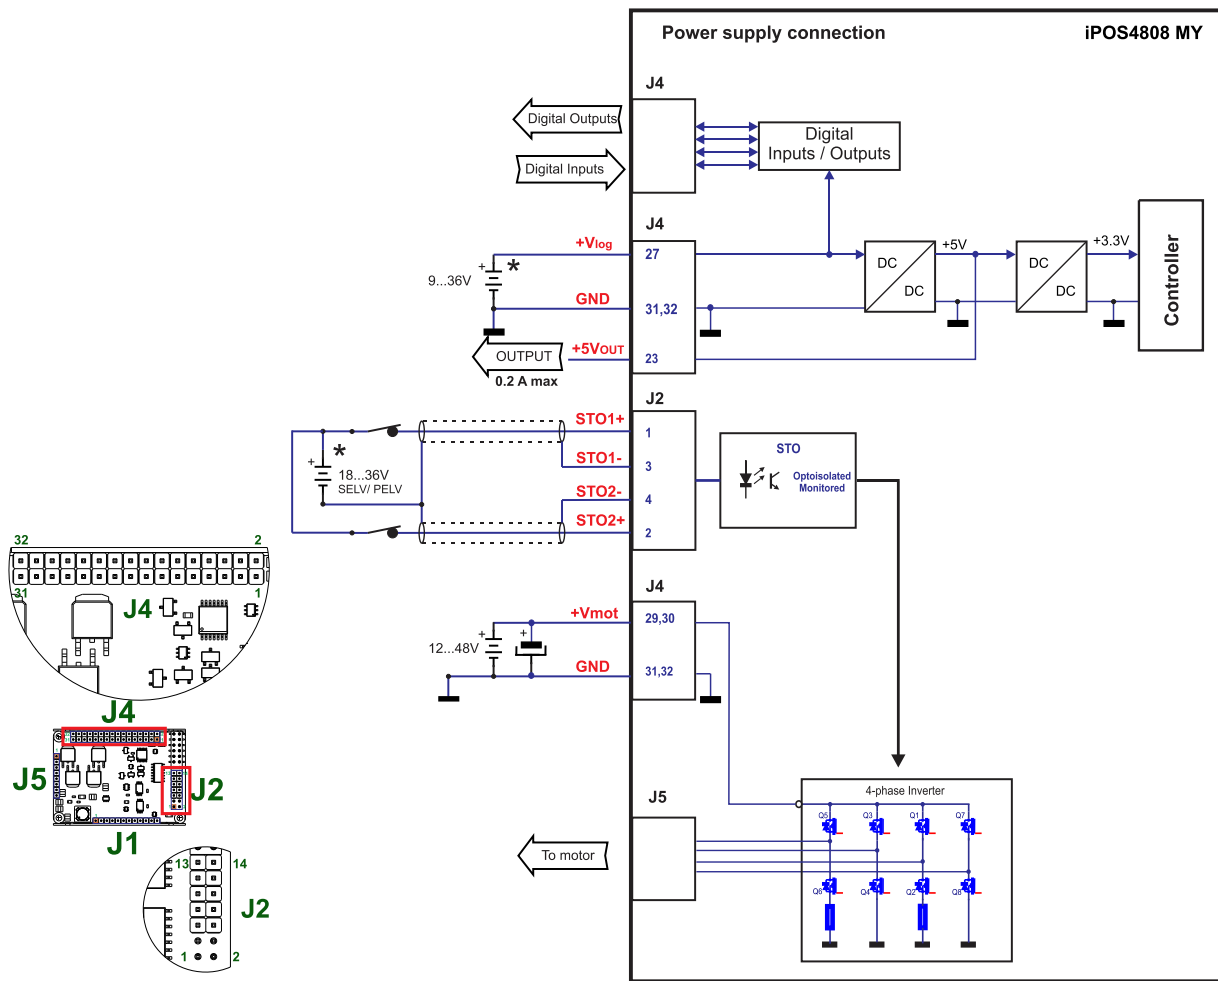 Power supply connection
iPOS4808 MY
J4
Digital Outputs
Digital Inputs
Digital
Inputs / Outputs
J4
+Vlog
27
9...36V
*
GND
31,32
+5VOUT
23
OUTPUT
0.2 A max
DC
DC
+5V
DC
DC
+3.3V
Controller
J2
STO1+
1
STO1-
3
STO2-
4
STO2+
2
+
+
*
18...36V
SELV/ PELV
STO
Optoisolated
Monitored
J4
+Vmot
29,30
12...48V
+
+
GND
31,32
J5
To motor
4-phase Inverter
Q5
Q3
Q1
Q7
Q6
Q4
Q2
Q8
32
2
31
1
J4
J4
J5
J2
J1
13
14
J2
1
2